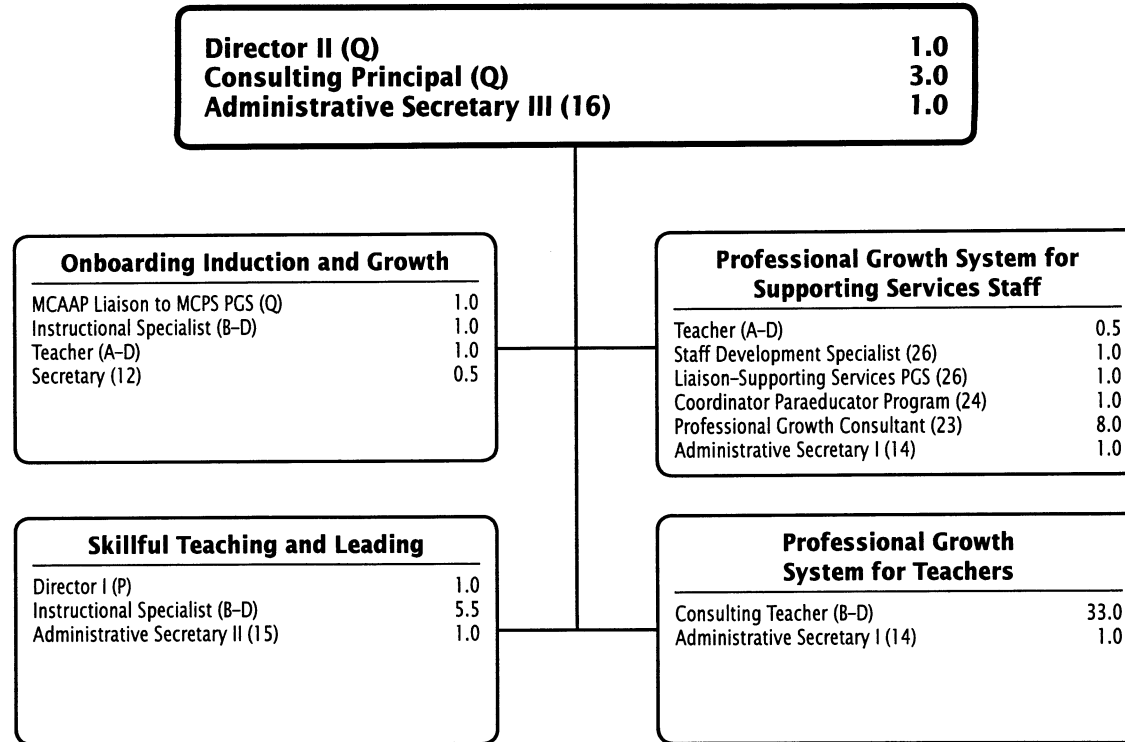 Director II (Q) 1.0
Consulting Principal (Q) 3.0
Administrative Secretary III (16) 1.0
Onboarding Induction and Growth
MCAAP Liaison to MCPS PGS (Q) 1.0
Instructional Specialist (B–D) 1.0
Teacher (A–D) 1.0
Secretary (12) 0.5
Professional Growth System for
Supporting Services Staff
Teacher (A–D) 0.5
Staff Development Specialist (26) 1.0
Liaison–Supporting Services PGS (26) 1.0
Coordinator Paraeducator Program (24) 1.0
Professional Growth Consultant (23) 8.0
Administrative Secretary I (14) 1.0
Skillful Teaching and Leading
Director I (P) 1.0
Instructional Specialist (B–D) 5.5
Administrative Secretary II (15) 1.0
Professional Growth
System for Teachers
Consulting Teacher (B–D) 33.0
Administrative Secretary I (14) 1.0